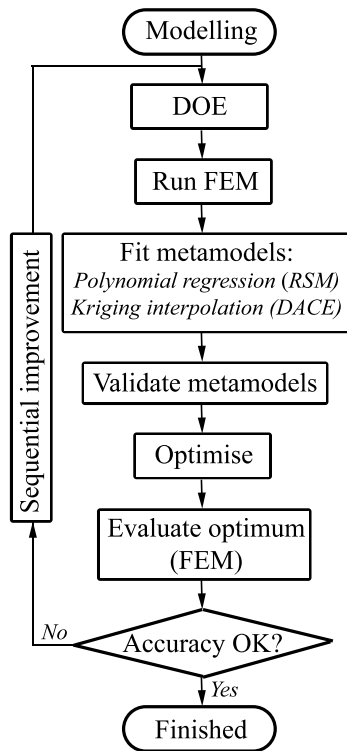 Modelling
DOE
Run FEM
Fit metamodels:
Polynomial regression (RSM)
Kriging interpolation (DACE)
Validate metamodels
Optimise
Evaluate optimum
(FEM)
Accuracy OK?
No
Sequential improvement
Yes
Finished